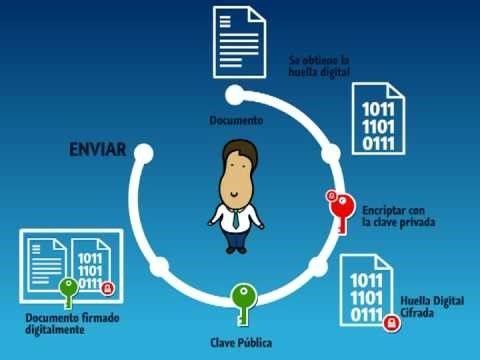 Documento
Se obtiene la
huella digital
1011
1101
0111
Encriptar con
la clave privada
1011
1101
0111
Huella Digital
Cifrada
Clave Pública
1011
1101
0111
Documento firmado
digitalmente
ENVIAR